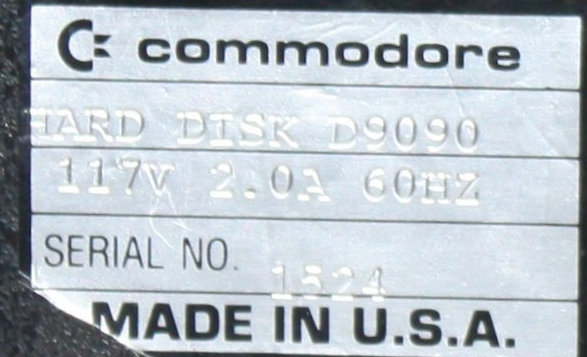 commodore
HARD DISK D9090
117V 2.0A 60HZ
SERIAL NO. 1524
MADE IN U.S.A.